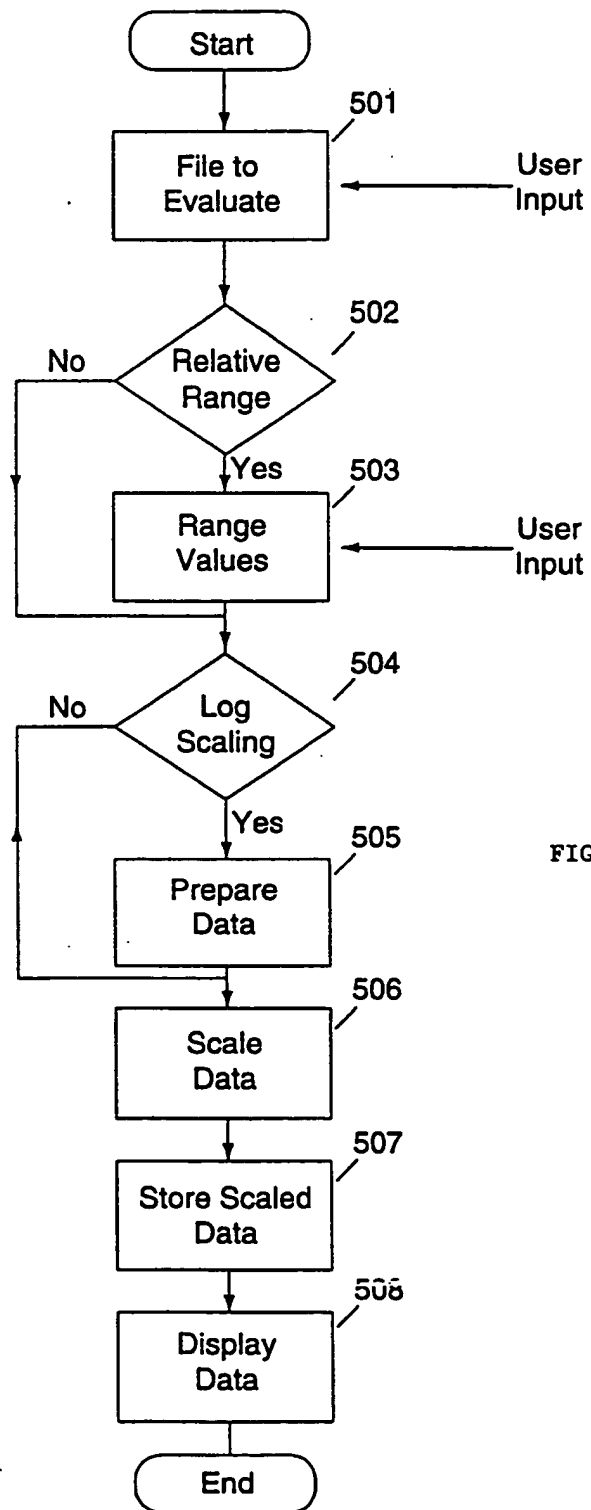 Start
501
File to
Evaluate
User
Input
502
No
Relative
Range
Yes
503
Range
Values
User
Input
504
No
Log
Scaling
Yes
505
FIG
Prepare
Data
506
Scale
Data
507
Store Scaled
Data
508
Display
Data
End